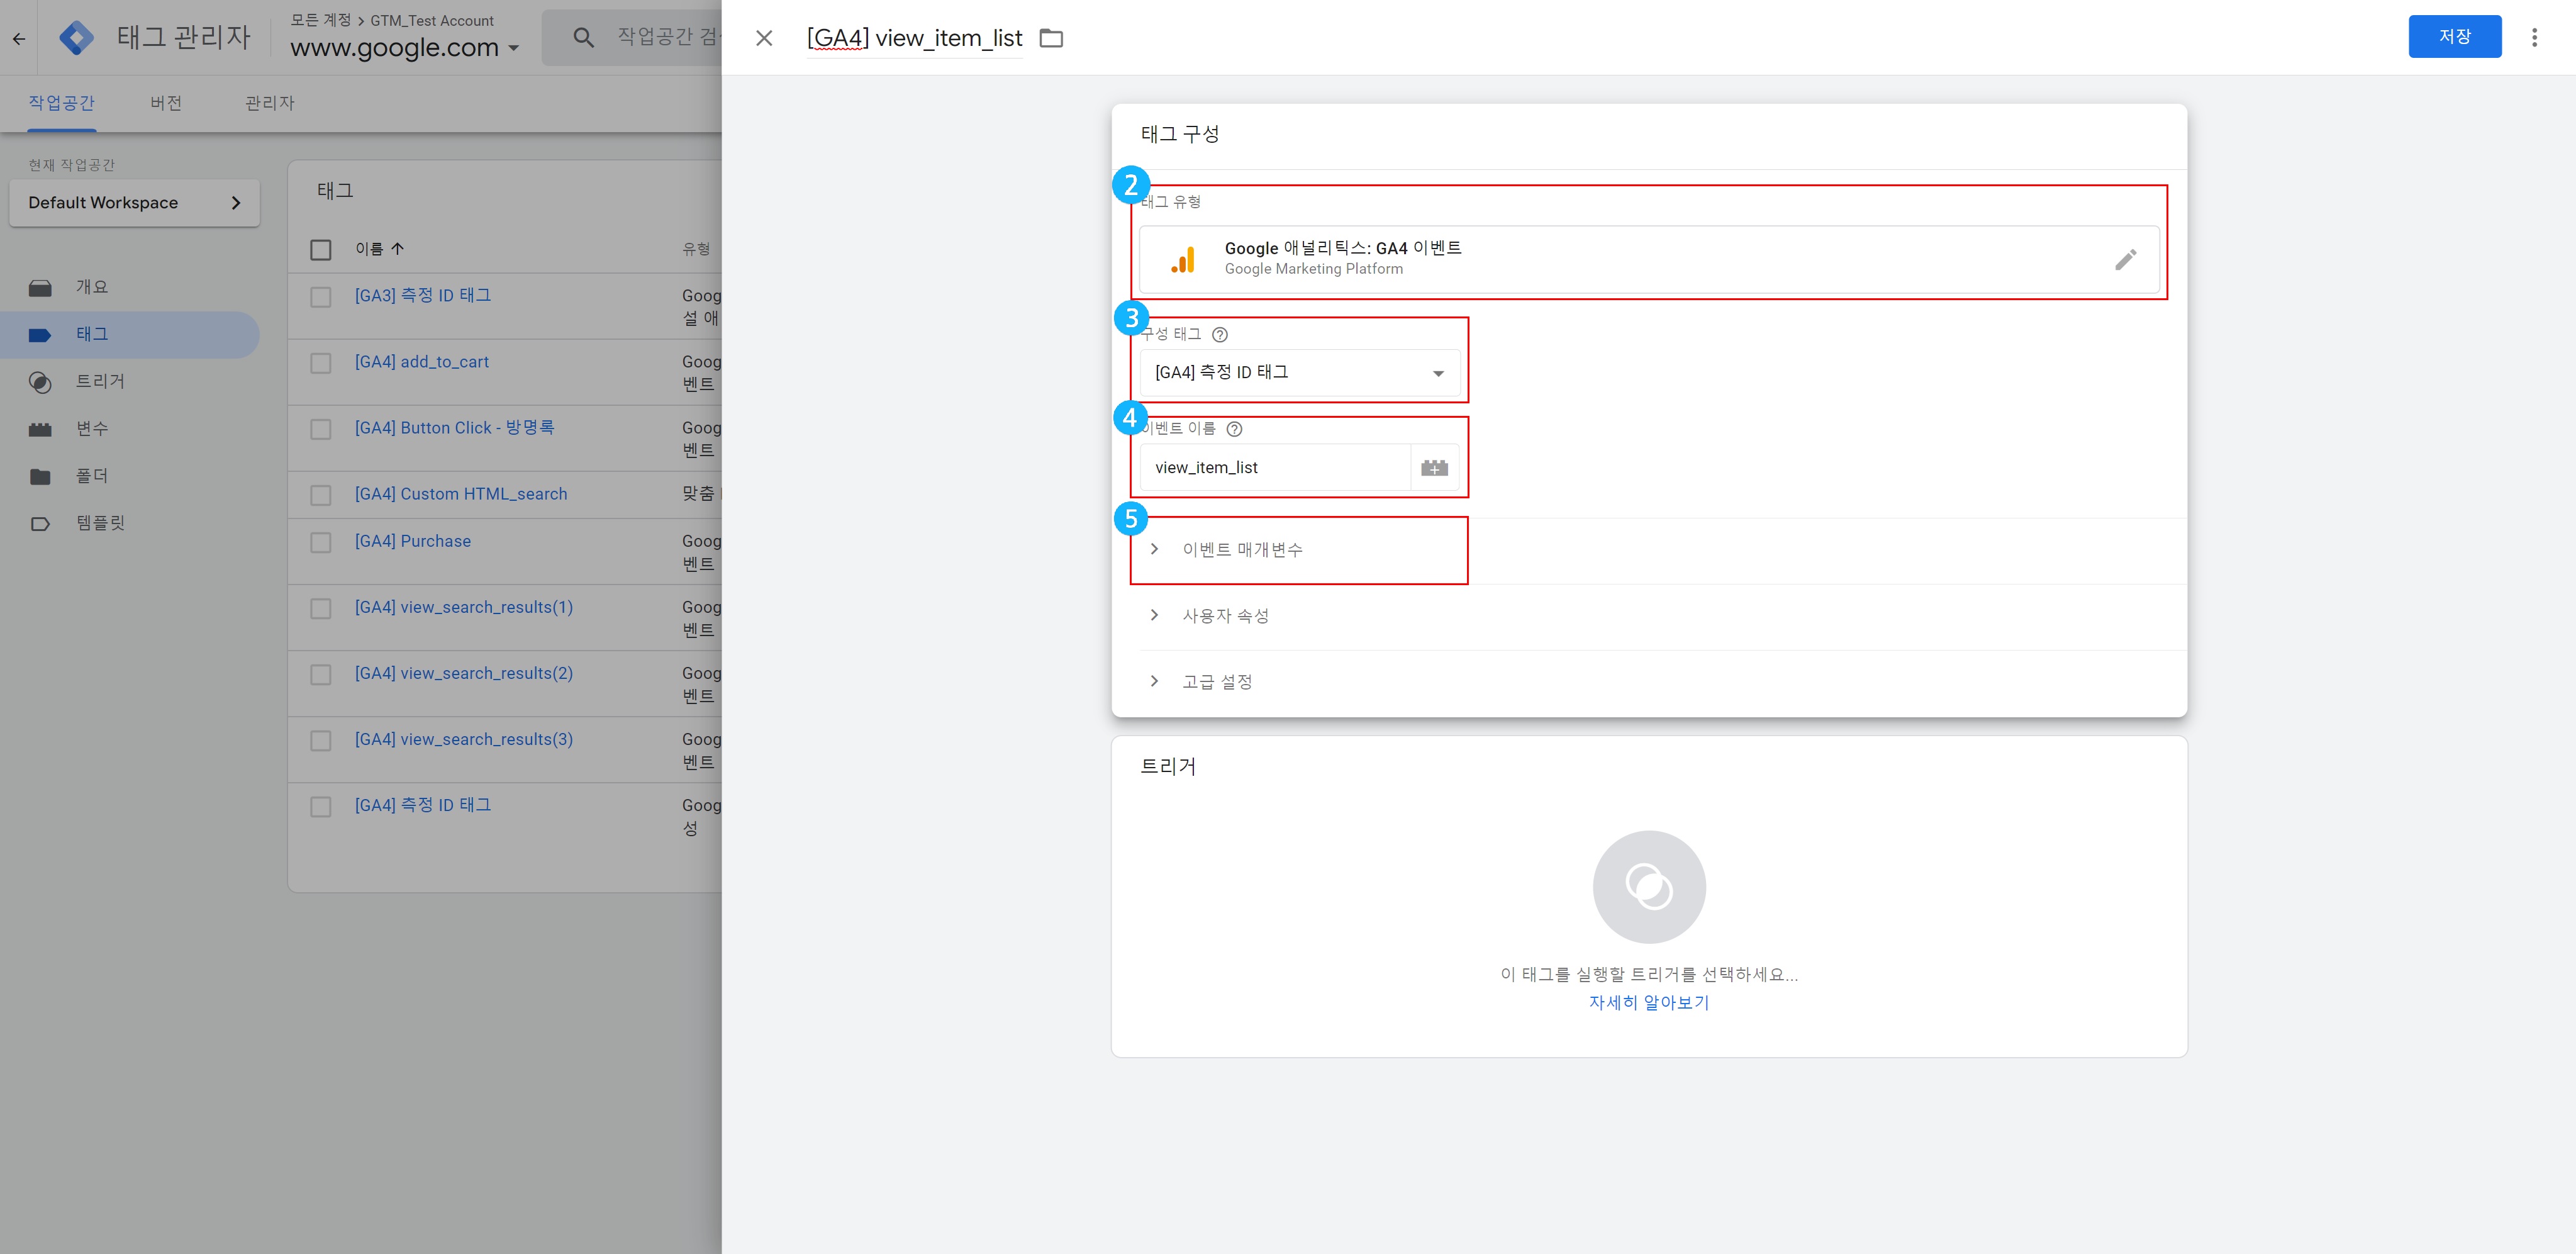 태그 관리자
모든 계정 > GTM_Test Account
www.google.com
작업공간 검
작업공간
버전
관리자
현재 작업공간
Default Workspace
개요
태그
트리거
변수
폴더
템플릿
태그
이름
유형
[GA3] 측정 ID 태그
Goog
설 애
[GA4] add_to_cart
Goog
벤트
[GA4] Button Click - 방명록
Goog
벤트
[GA4] Custom HTML_search
맞춤
[GA4] Purchase
Goog
벤트
[GA4] view_search_results(1)
Goog
벤트
[GA4] view_search_results(2)
Goog
벤트
[GA4] view_search_results(3)
Goog
벤트
[GA4] 측정 ID 태그
Goog
성
[GA4] view_item_list
저장
태그 구성
2
태그 유형
Google 애널리틱스: GA4 이벤트
Google Marketing Platform
3
구성 태그
[GA4] 측정 ID 태그
4
이벤트 이름
view_item_list
5
이벤트 매개변수
사용자 속성
고급 설정
트리거
이 태그를 실행할 트리거를 선택하세요...
자세히 알아보기